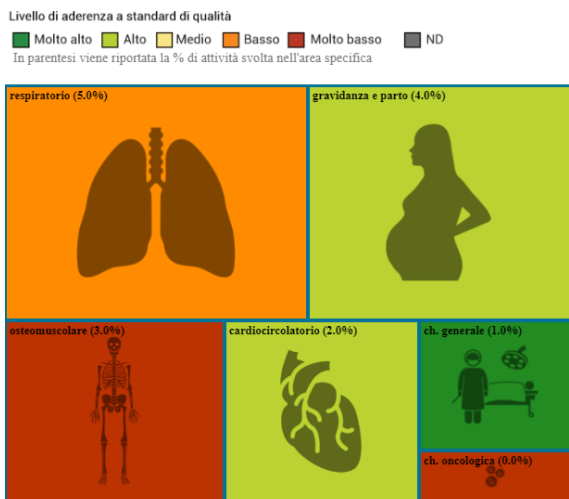 Livello di aderenza a standard di qualità
Molto alto Alto Medio Basso Molto basso ND
In parentesi viene riportata la % di attività svolta nell'area specifica
respiratorio (5.0%) gravidanza e parto (4.0%)
osteomuscolare (3.0%) cardiocircolatorio (2.0%) ch. generale (1.0%)
ch. oncologica (0.0%)